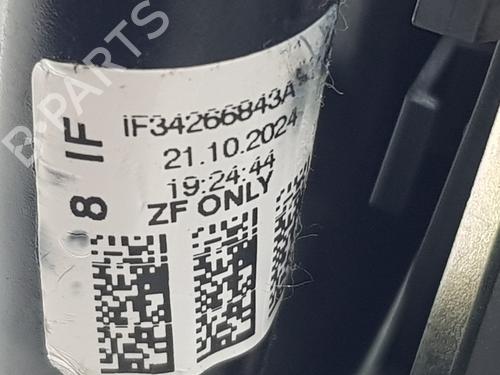 B-PARTS
8 IF
IF34266843A
21.10.2024
19:24:44
ZF ONLY